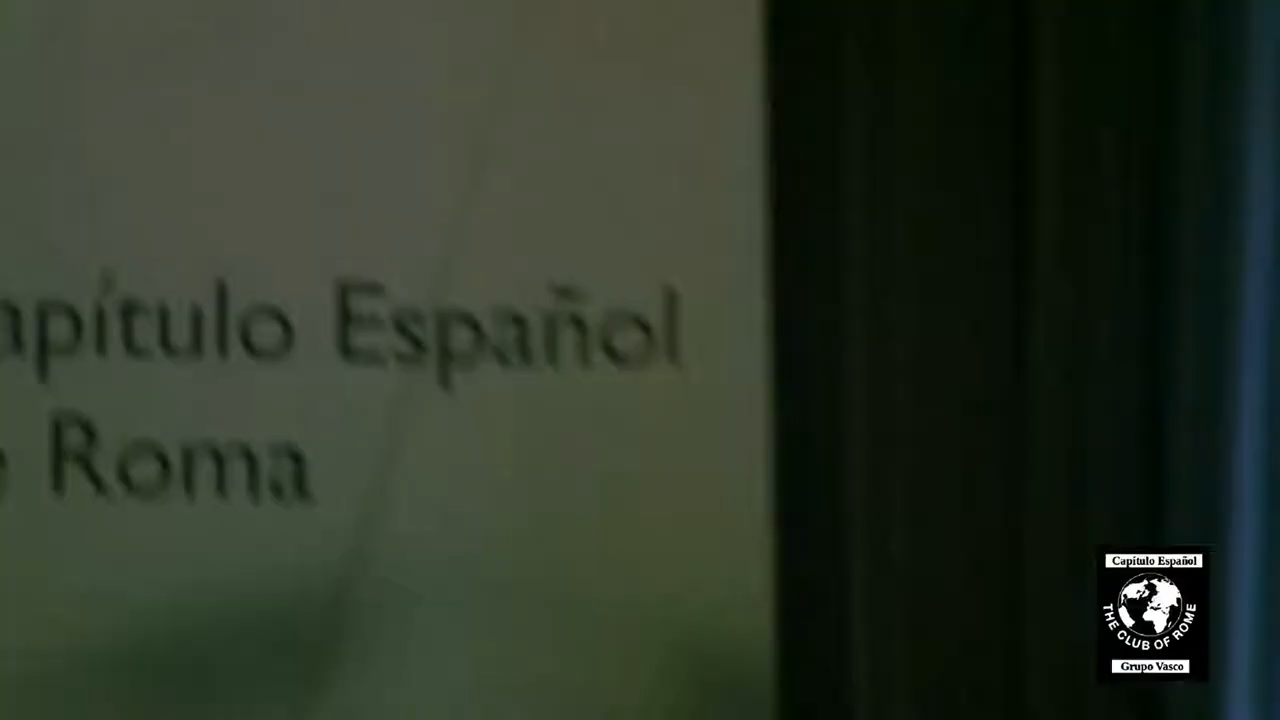 apítulo Español
e Roma
Capítulo Español
THE CLUB OF ROME
Grupo Vasco